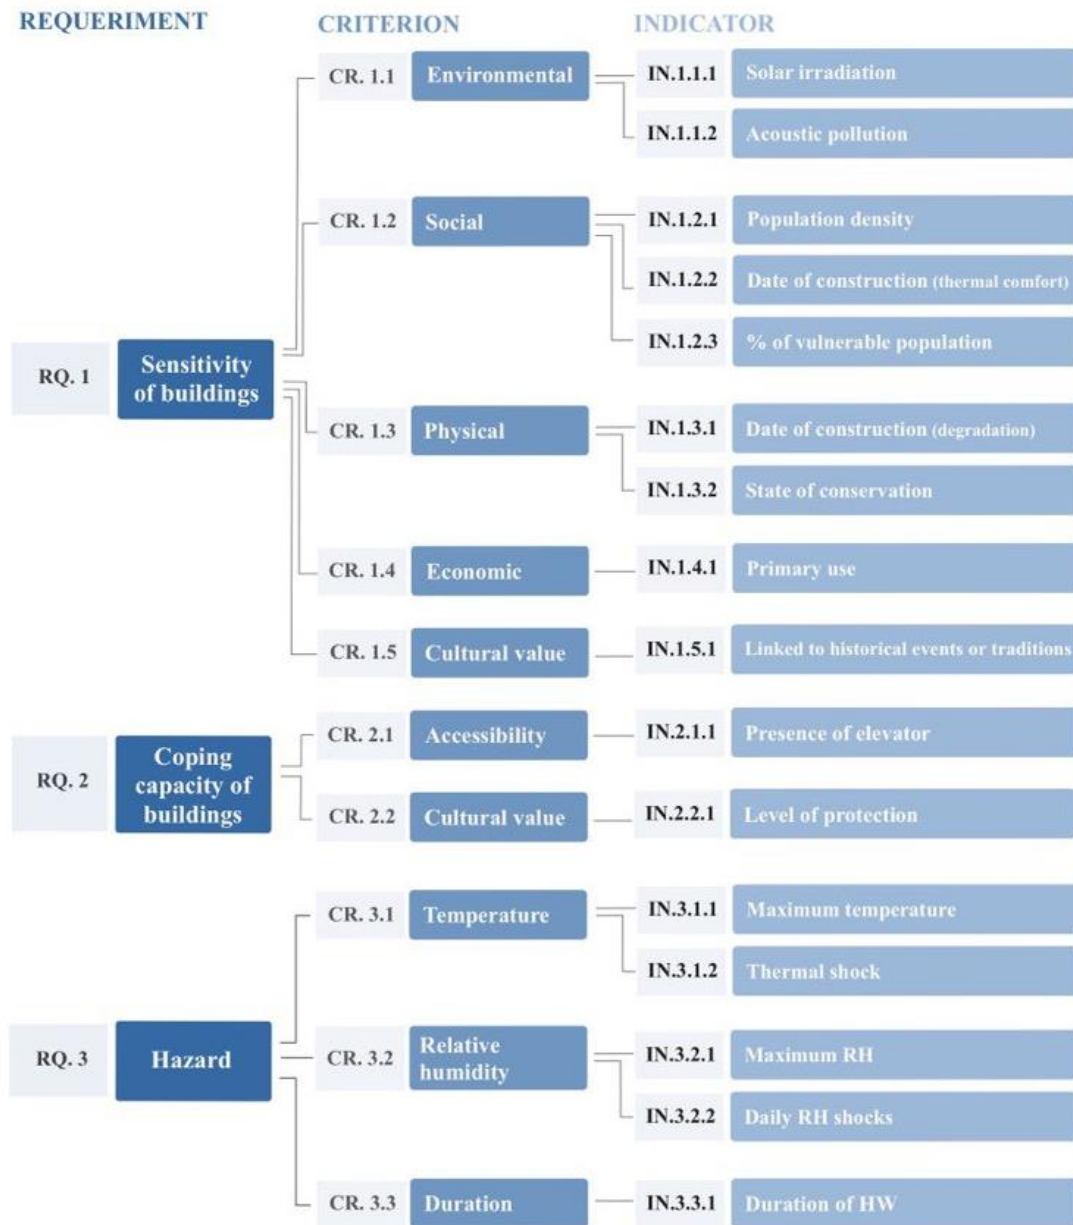 REQUERIMENT CRITERION INDICATOR
CR. 1.1 Environmental IN.1.1.1 Solar irradiation
IN.1.1.2 Acoustic pollution
CR. 1.2 Social IN.1.2.1 Population density
IN.1.2.2 Date of construction (thermal comfort)
IN.1.2.3 % of vulnerable population
RQ. 1 Sensitivity
of buildings
CR. 1.3 Physical IN.1.3.1 Date of construction (degradation)
IN.1.3.2 State of conservation
CR. 1.4 Economic IN.1.4.1 Primary use
CR. 1.5 Cultural value IN.1.5.1 Linked to historical events or traditions
CR. 2.1 Accessibility IN.2.1.1 Presence of elevator
RQ. 2 Coping
capacity of
buildings
CR. 2.2 Cultural value IN.2.2.1 Level of protection
CR. 3.1 Temperature IN.3.1.1 Maximum temperature
IN.3.1.2 Thermal shock
RQ. 3 Hazard
CR. 3.2 Relative
humidity
IN.3.2.1 Maximum RH
IN.3.2.2 Daily RH shocks
CR. 3.3 Duration IN.3.3.1 Duration of HW